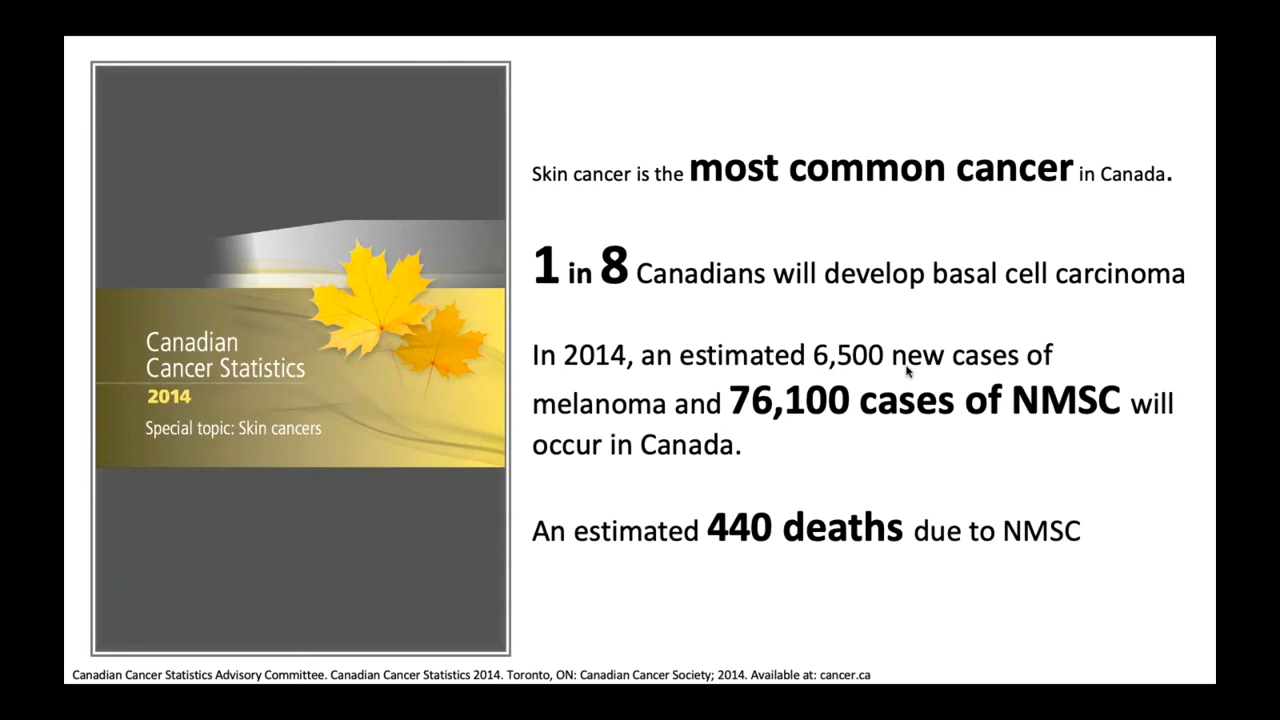 Canadian
Cancer Statistics
2014
Special topic: Skin cancers
Skin cancer is the most common cancer in Canada.
1 in 8 Canadians will develop basal cell carcinoma
In 2014, an estimated 6,500 new cases of
melanoma and 76,100 cases of NMSC will
occur in Canada.
An estimated 440 deaths due to NMSC
Canadian Cancer Statistics Advisory Committee. Canadian Cancer Statistics 2014. Toronto, ON: Canadian Cancer Society; 2014. Available at: cancer.ca